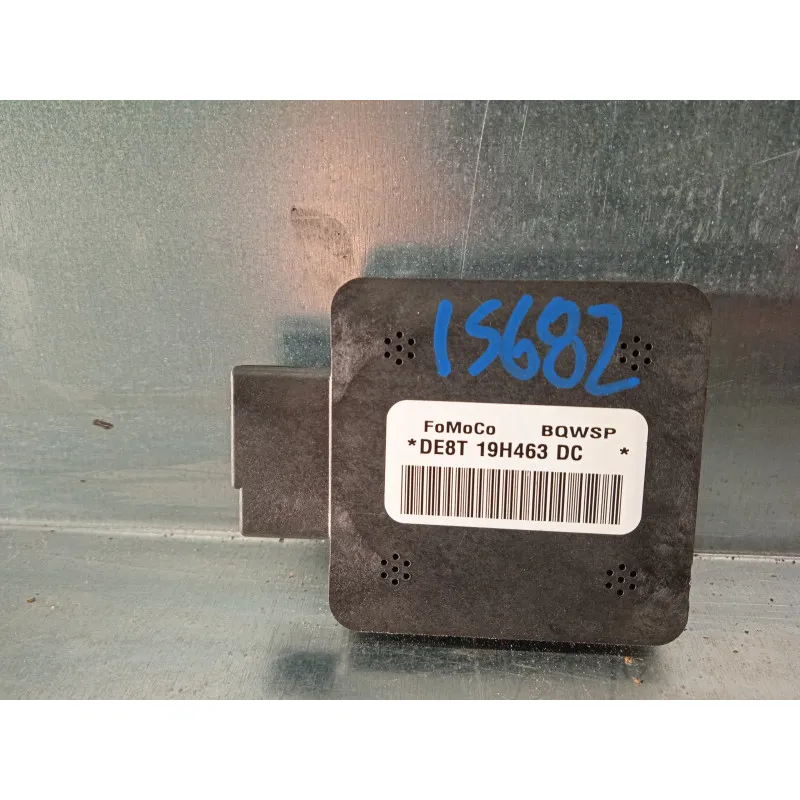 15682
FoMoCo BQWSP
*DE8T 19H463 DC *